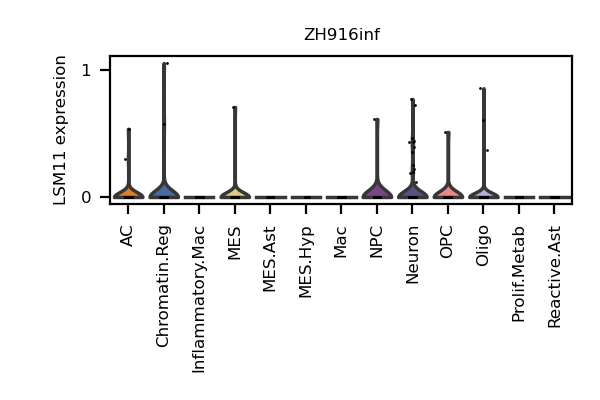 ZH916inf
LSM11 expression
1
0
AC
Chromatin.Reg
Inflammatory.Mac
MES
MES.Ast
MES.Hyp
Mac
NPC
Neuron
OPC
Oligo
Prolif.Metab
Reactive.Ast